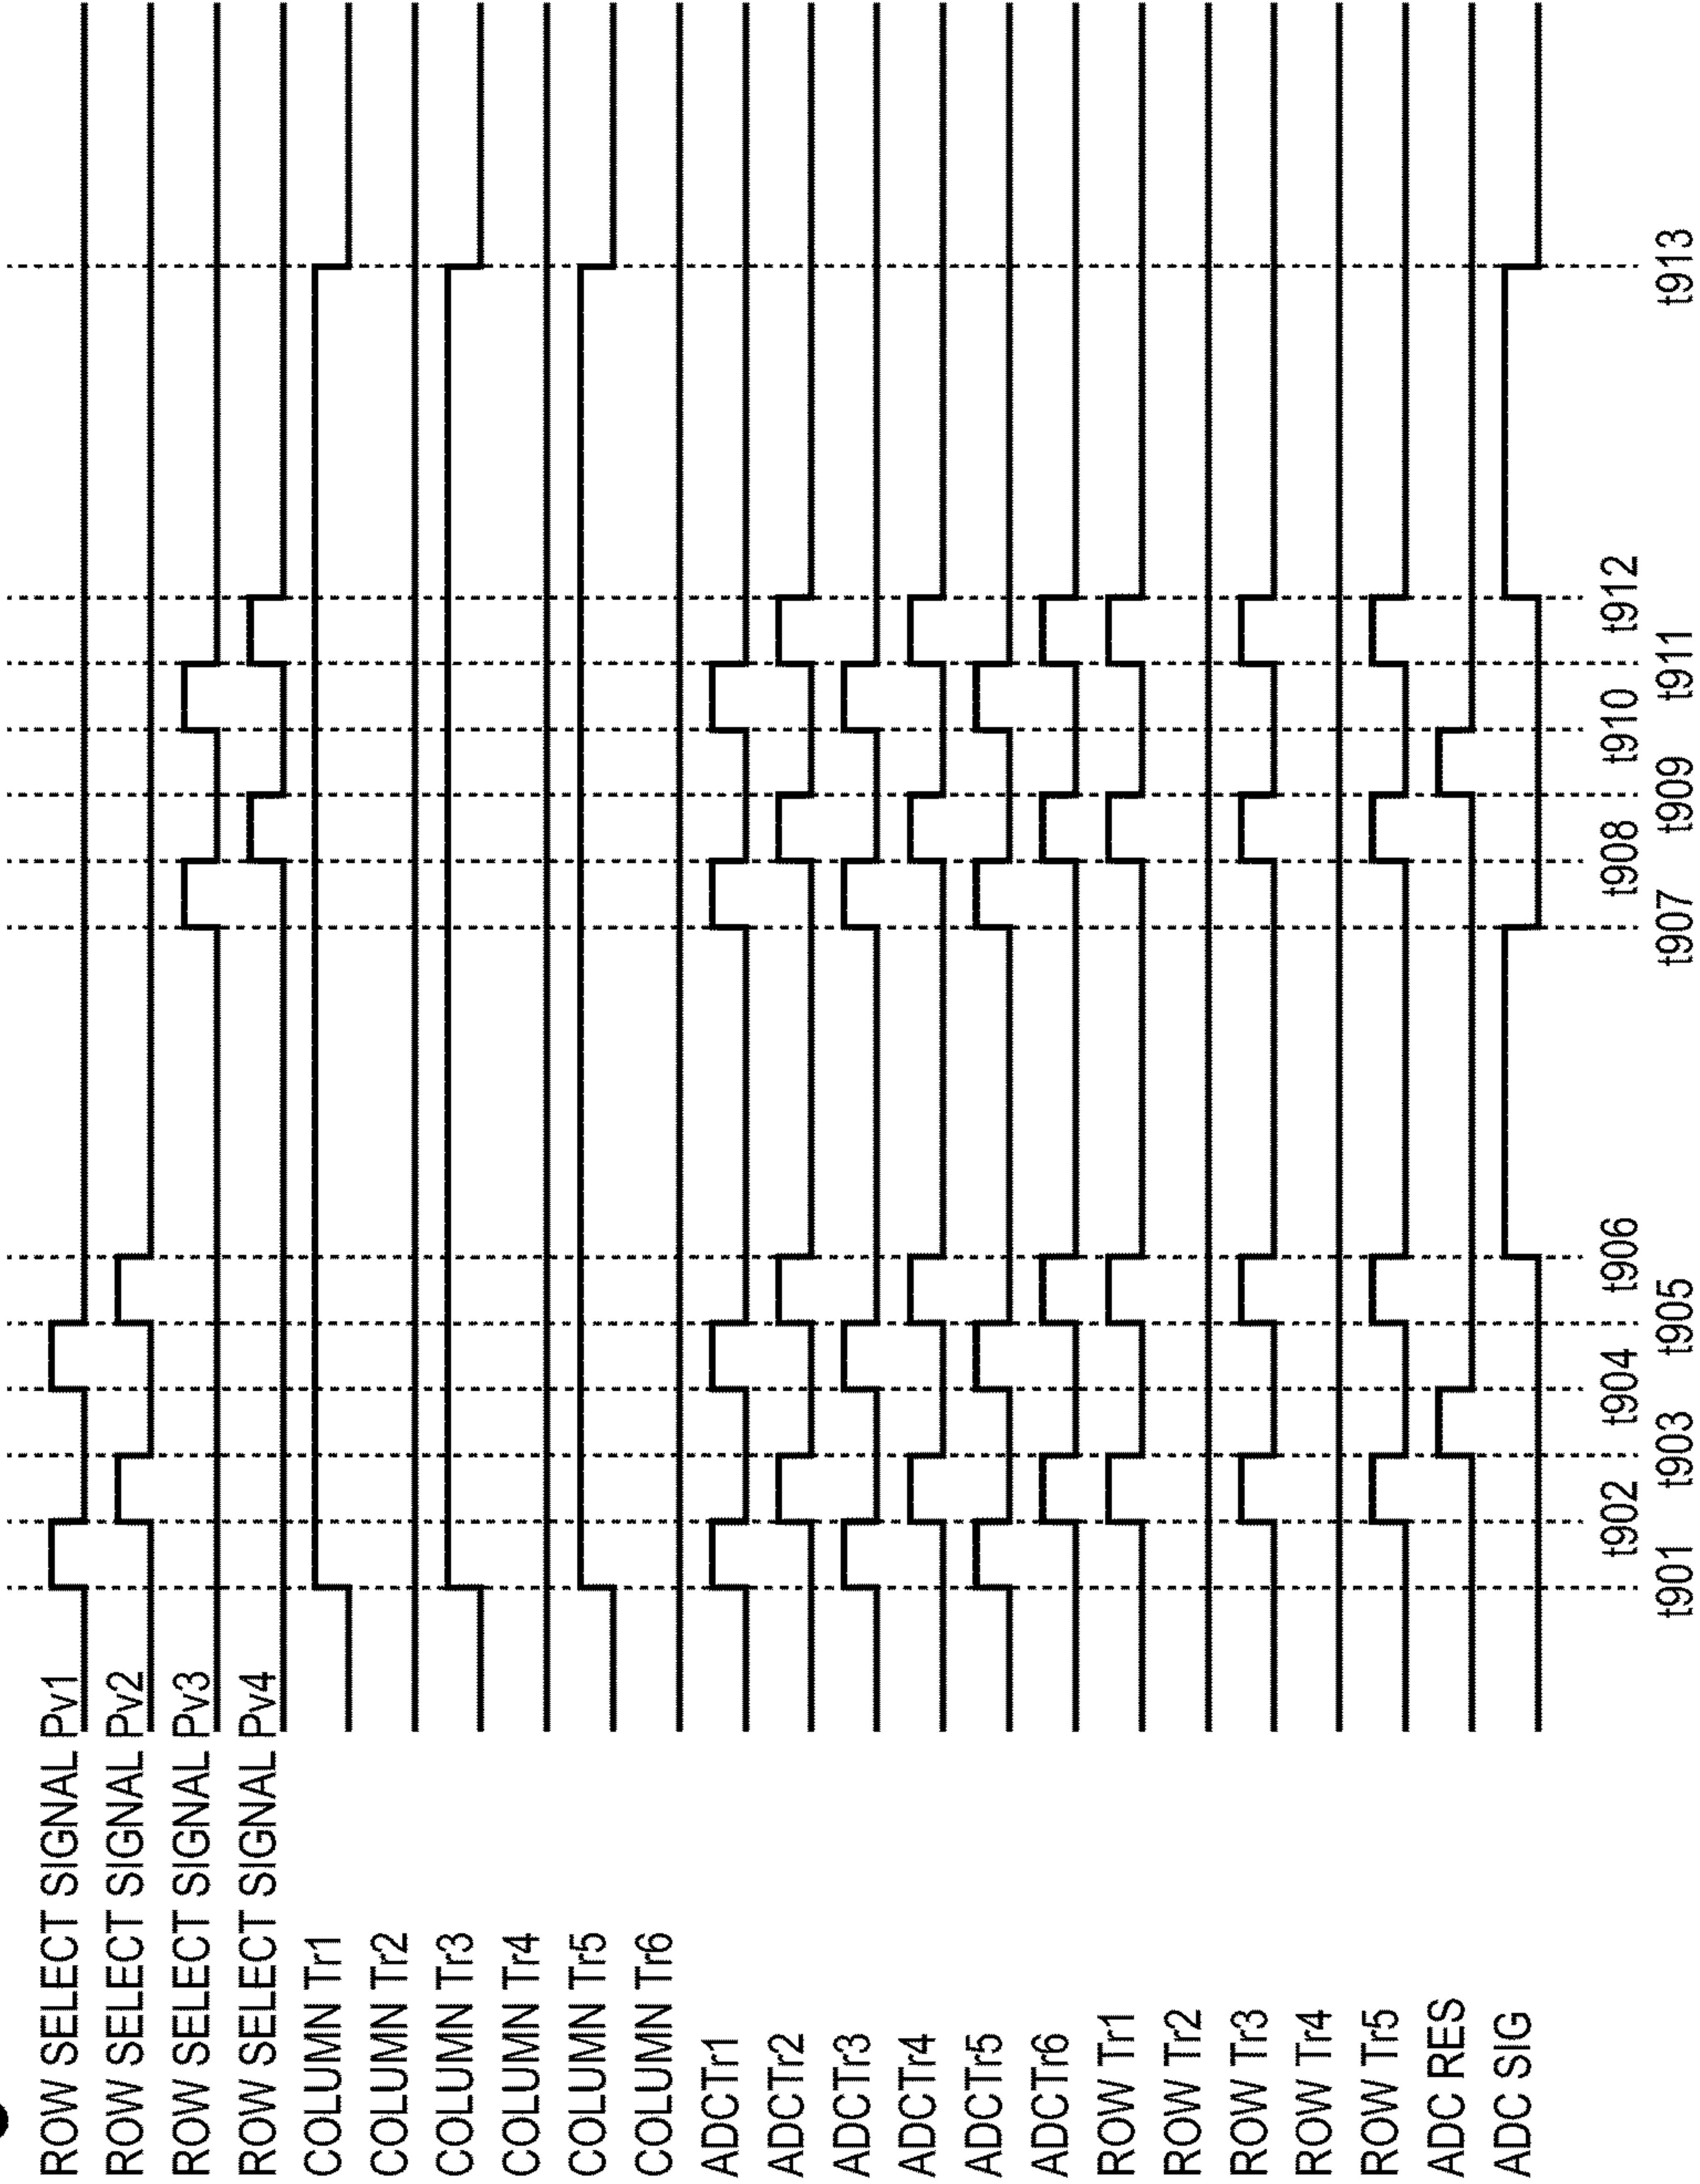 ROW SELECT SIGNAL Pv1
ROW SELECT SIGNAL Pv2
ROW SELECT SIGNAL Pv3
ROW SELECT SIGNAL Pv4
COLUMN Tr1
COLUMN Tr2
COLUMN Tr3
COLUMN Tr4
COLUMN Tr5
COLUMN Tr6
ADCTr1
ADCTr2
ADCTr3
ADCTr4
ADCTr5
ADCTr6
ROW Tr1
ROW Tr2
ROW Tr3
ROW Tr4
ROW Tr5
ADC RES
ADC SIG
t901
t902
t903
t904
t905
t906
t907
t908
t909
t910
t911
t912
t913